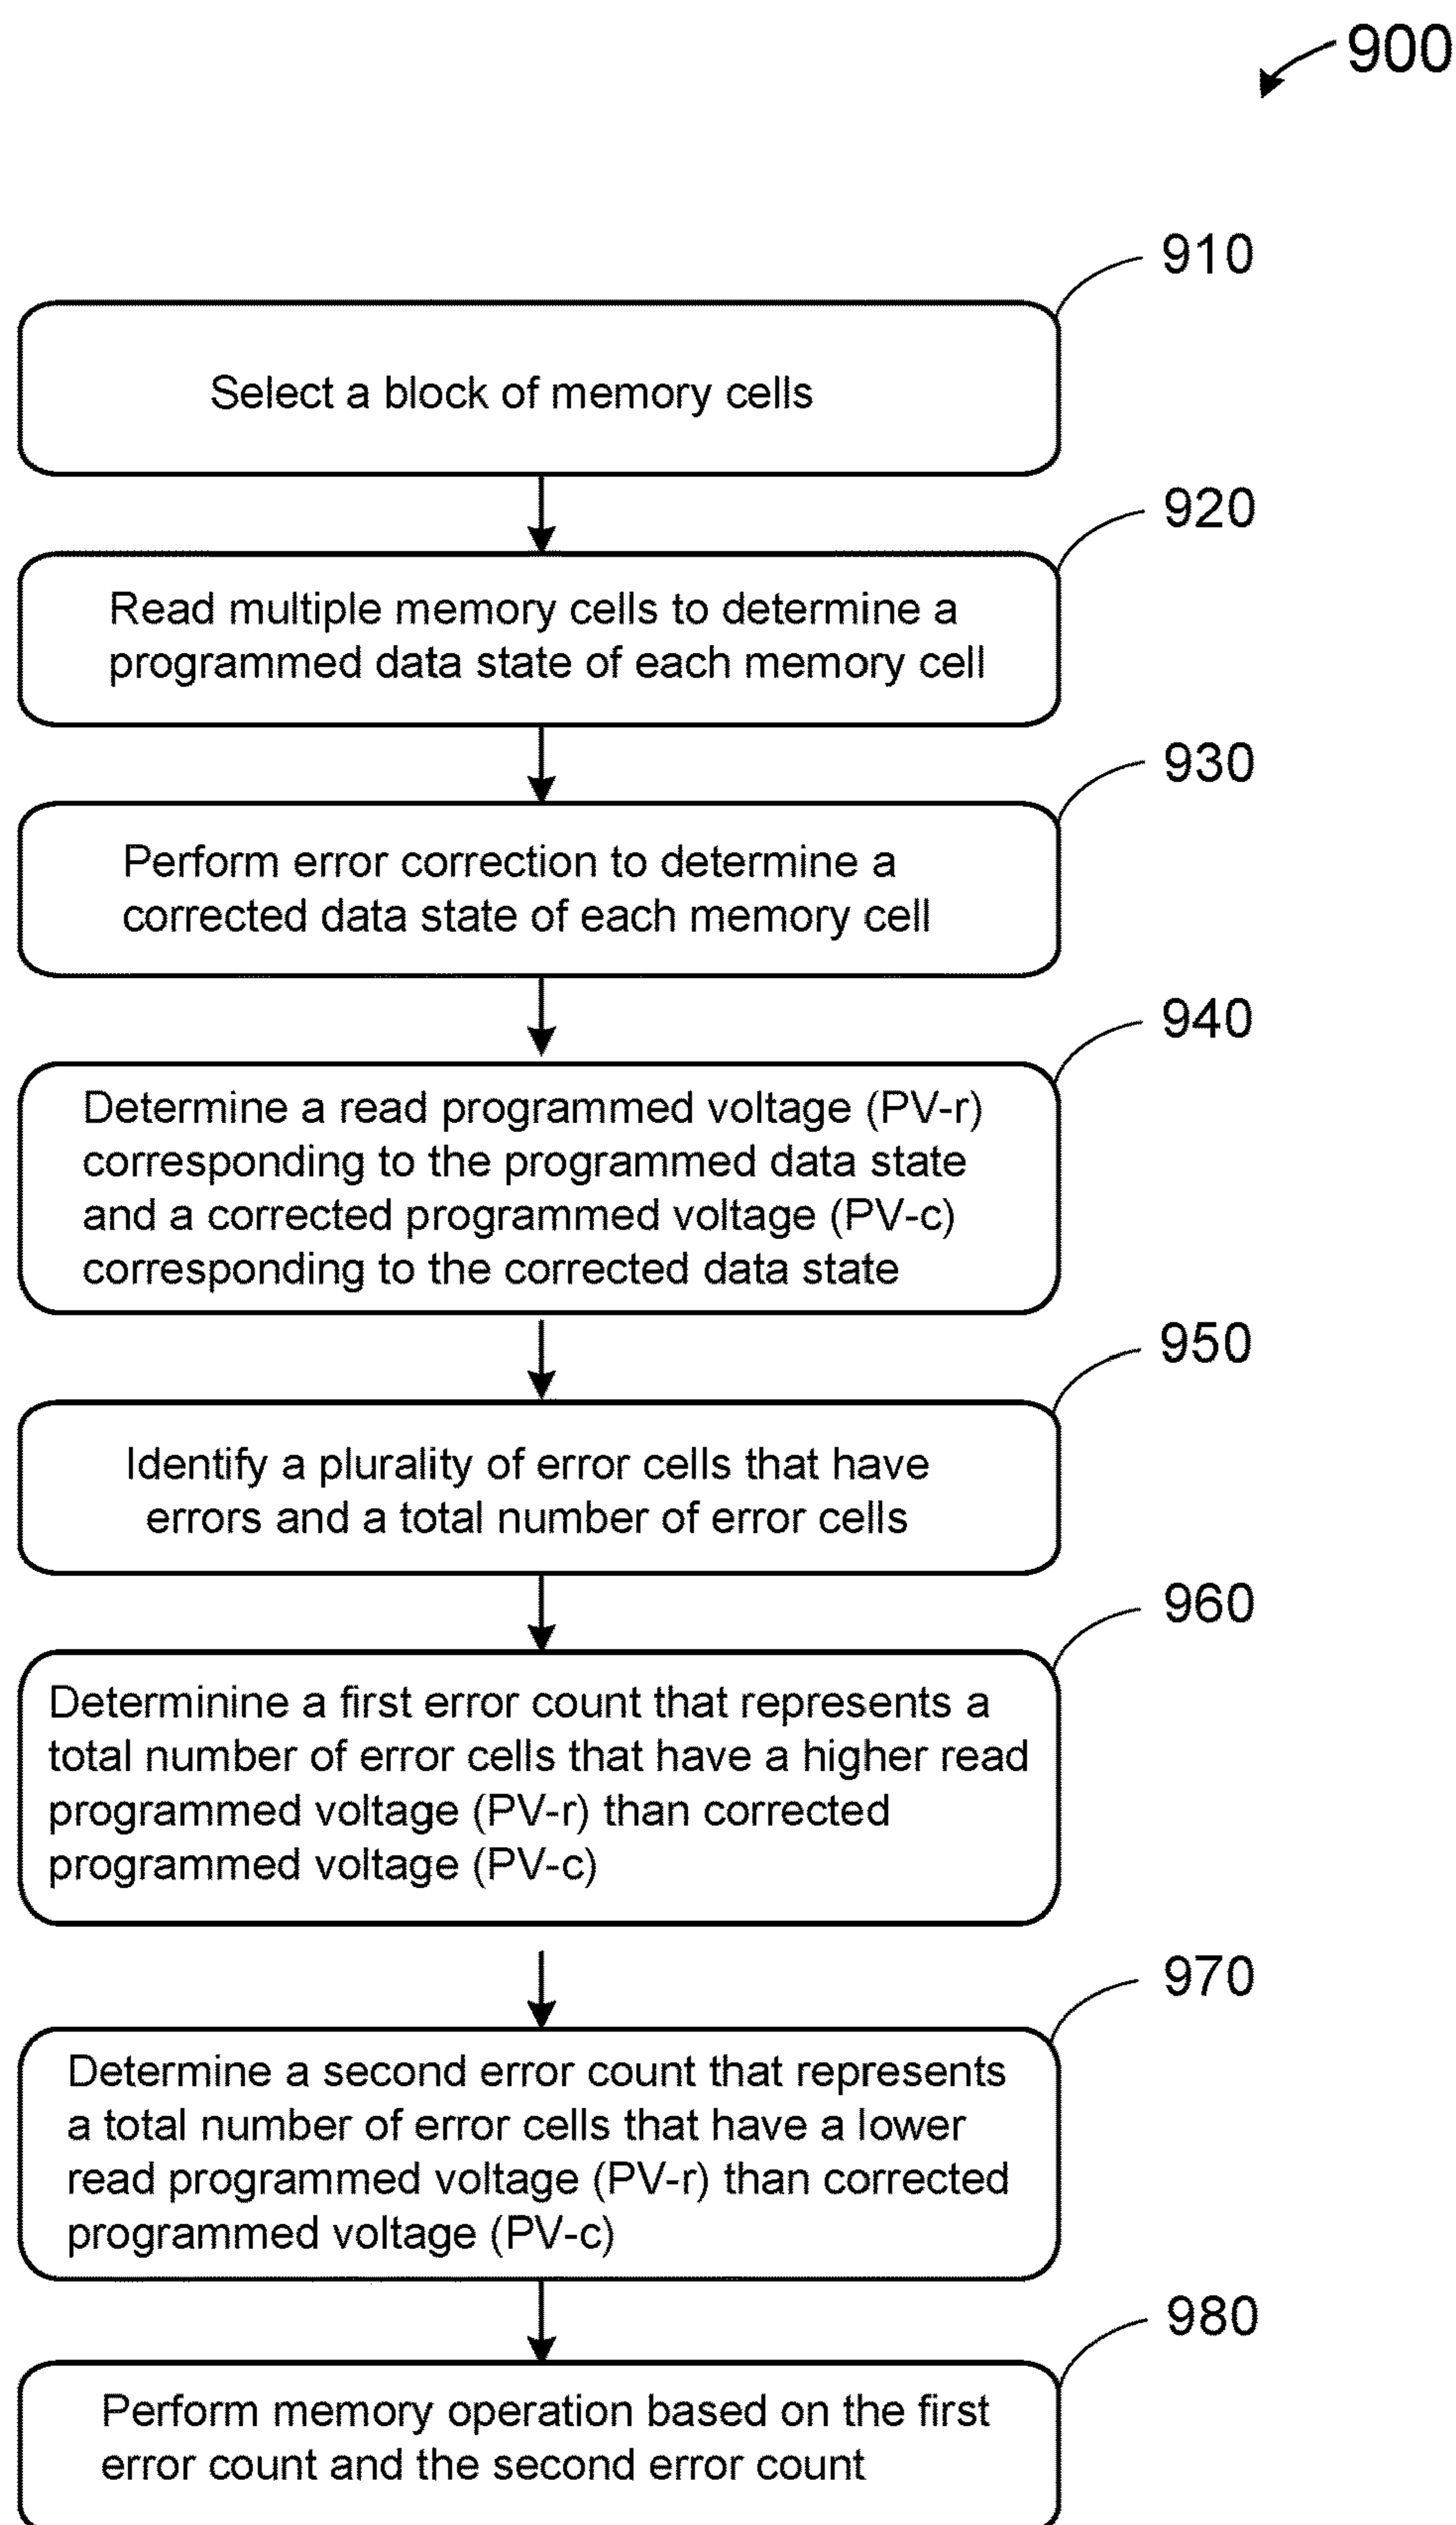 900
910
Select a block of memory cells
920
Read multiple memory cells to determine a
programmed data state of each memory cell
930
Perform error correction to determine a
corrected data state of each memory cell
940
Determine a read programmed voltage (PV-r)
corresponding to the programmed data state
and a corrected programmed voltage (PV-c)
corresponding to the corrected data state
950
Identify a plurality of error cells that have
errors and a total number of error cells
960
Determinine a first error count that represents a
total number of error cells that have a higher read
programmed voltage (PV-r) than corrected
programmed voltage (PV-c)
970
Determine a second error count that represents
a total number of error cells that have a lower
read programmed voltage (PV-r) than corrected
programmed voltage (PV-c)
980
Perform memory operation based on the first
error count and the second error count